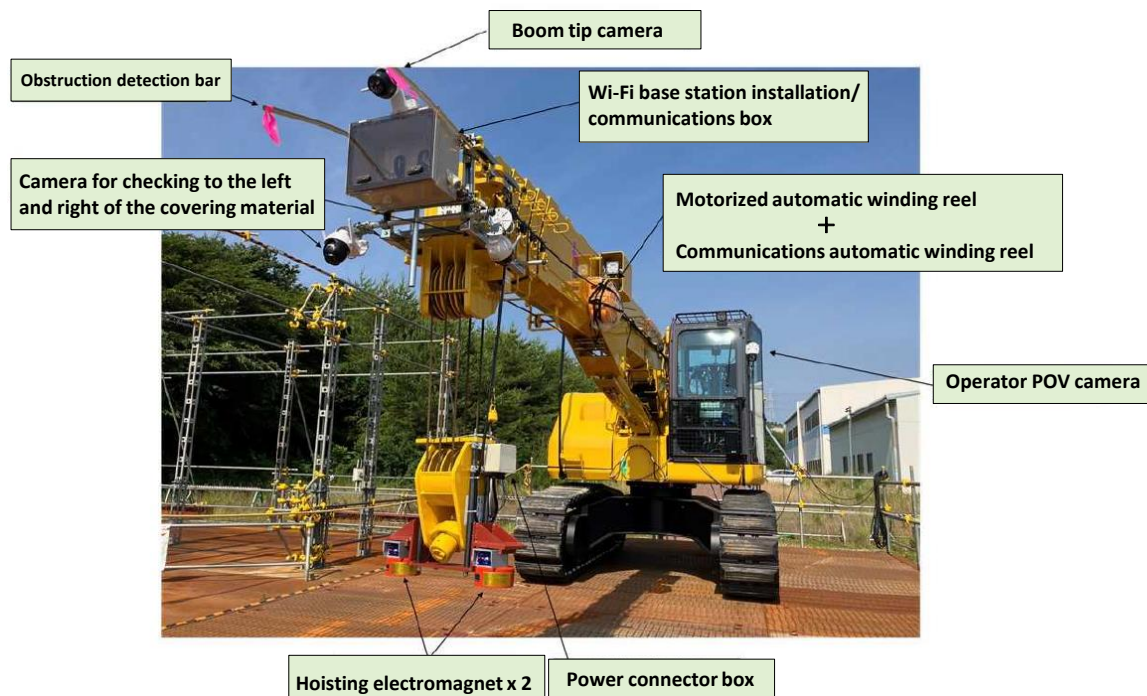 Boom tip camera
Obstruction detection bar
Wi-Fi base station installation/
communications box
Camera for checking to the left
and right of the covering material
Motorized automatic winding reel
+
Communications automatic winding reel
Operator POV camera
Hoisting electromagnet x 2
Power connector box